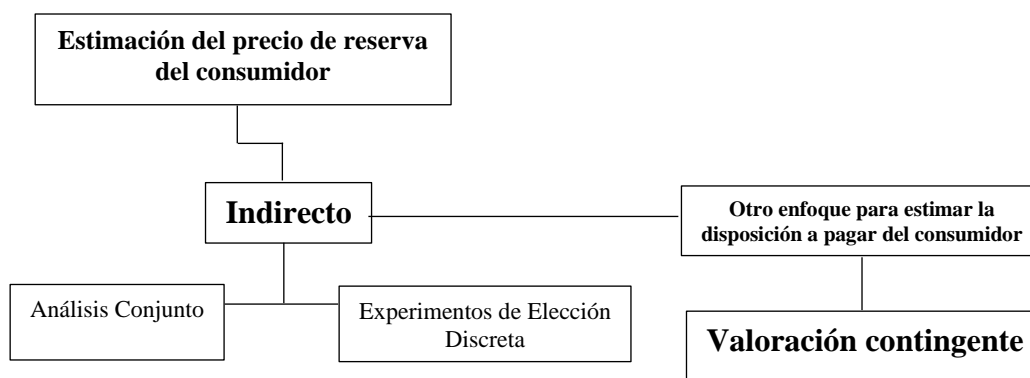 Estimación del precio de reserva
del consumidor
Indirecto
Otro enfoque para estimar la
disposición a pagar del consumidor
Análisis Conjunto
Experimentos de Elección
Discreta
Valoración contingente